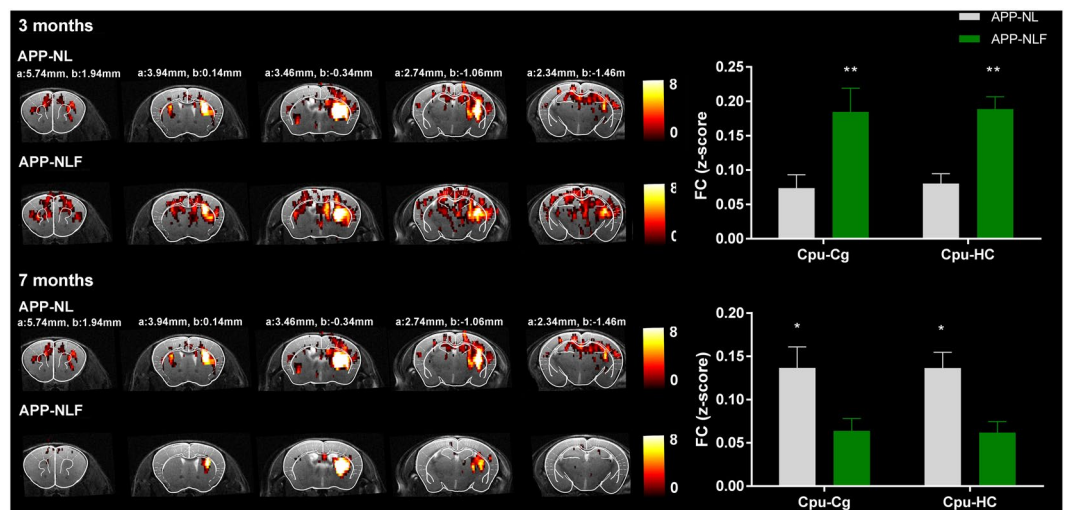 3 months
APP-NL
a:5.74mm, b:1.94mm a:3.94mm, b:0.14mm a:3.46mm, b:-0.34mm a:2.74mm, b:-1.06mm a:2.34mm, b:-1.46m
8
0
APP-NLF
8
0
APP-NL
APP-NLF
FC (z-score)
0.25
0.20
0.15
0.10
0.05
0.00
** **
Cpu-Cg Cpu-HC
7 months
APP-NL
a:5.74mm, b:1.94mm a:3.94mm, b:0.14mm a:3.46mm, b:-0.34mm a:2.74mm, b:-1.06mm a:2.34mm, b:-1.46m
8
0
APP-NLF
8
0
FC (z-score)
0.20
0.15
0.10
0.05
0.00
* *
Cpu-Cg Cpu-HC